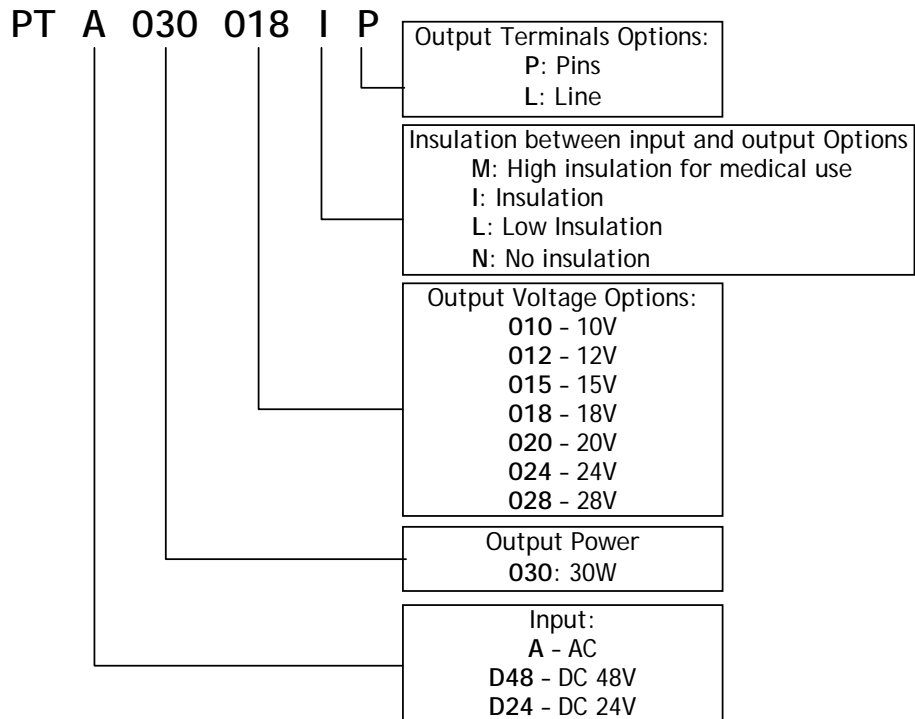 PT A 030 018 I P
Output Terminals Options:
P: Pins
L: Line
Insulation between input and output Options
M: High insulation for medical use
I: Insulation
L: Low Insulation
N: No insulation
Output Voltage Options:
010 – 10V
012 – 12V
015 – 15V
018 – 18V
020 – 20V
024 – 24V
028 – 28V
Output Power
030: 30W
Input:
A – AC
D48 – DC 48V
D24 – DC 24V